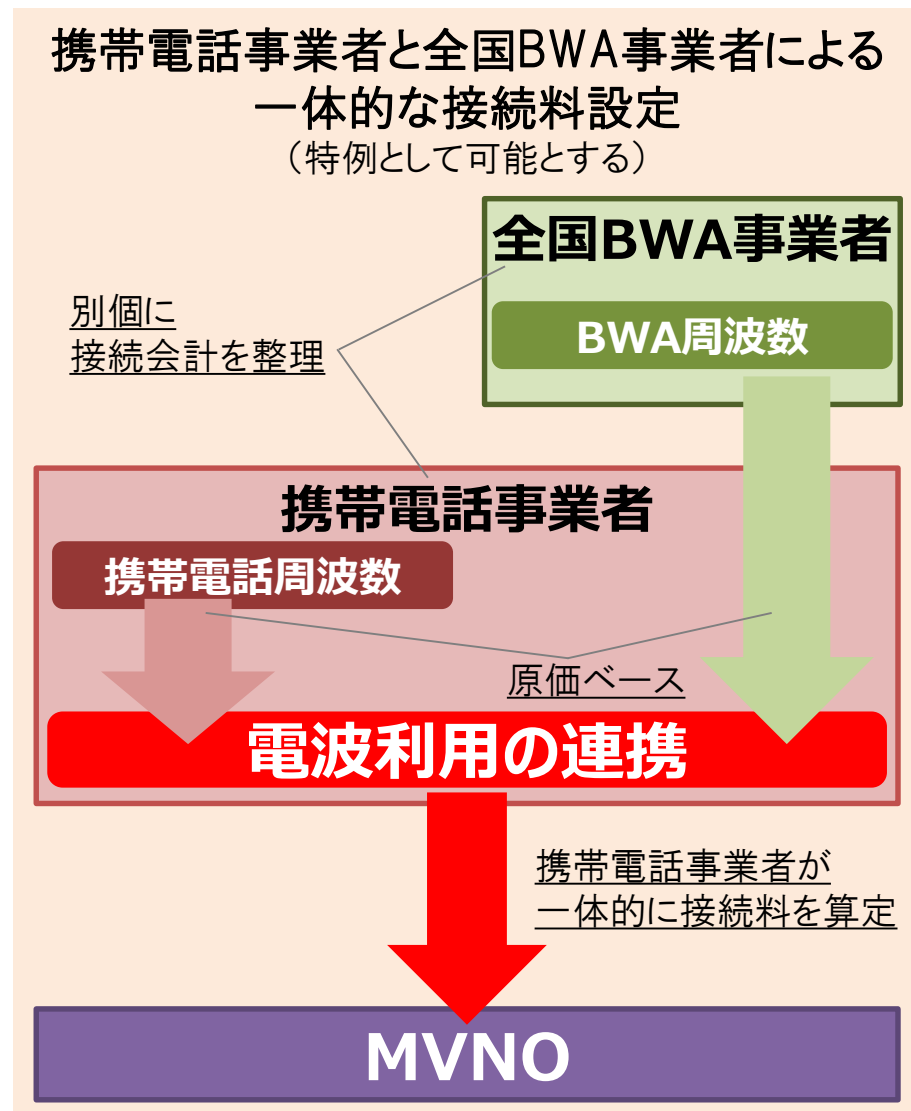 携帯電話事業者と全国BWA事業者による
一体的な接続料設定
（特例として可能とする）
全国BWA事業者
別個に
接続会計を整理
BWA周波数
携帯電話事業者
携帯電話周波数
原価ベース
電波利用の連携
携帯電話事業者が
一体的に接続料を算定
MVNO